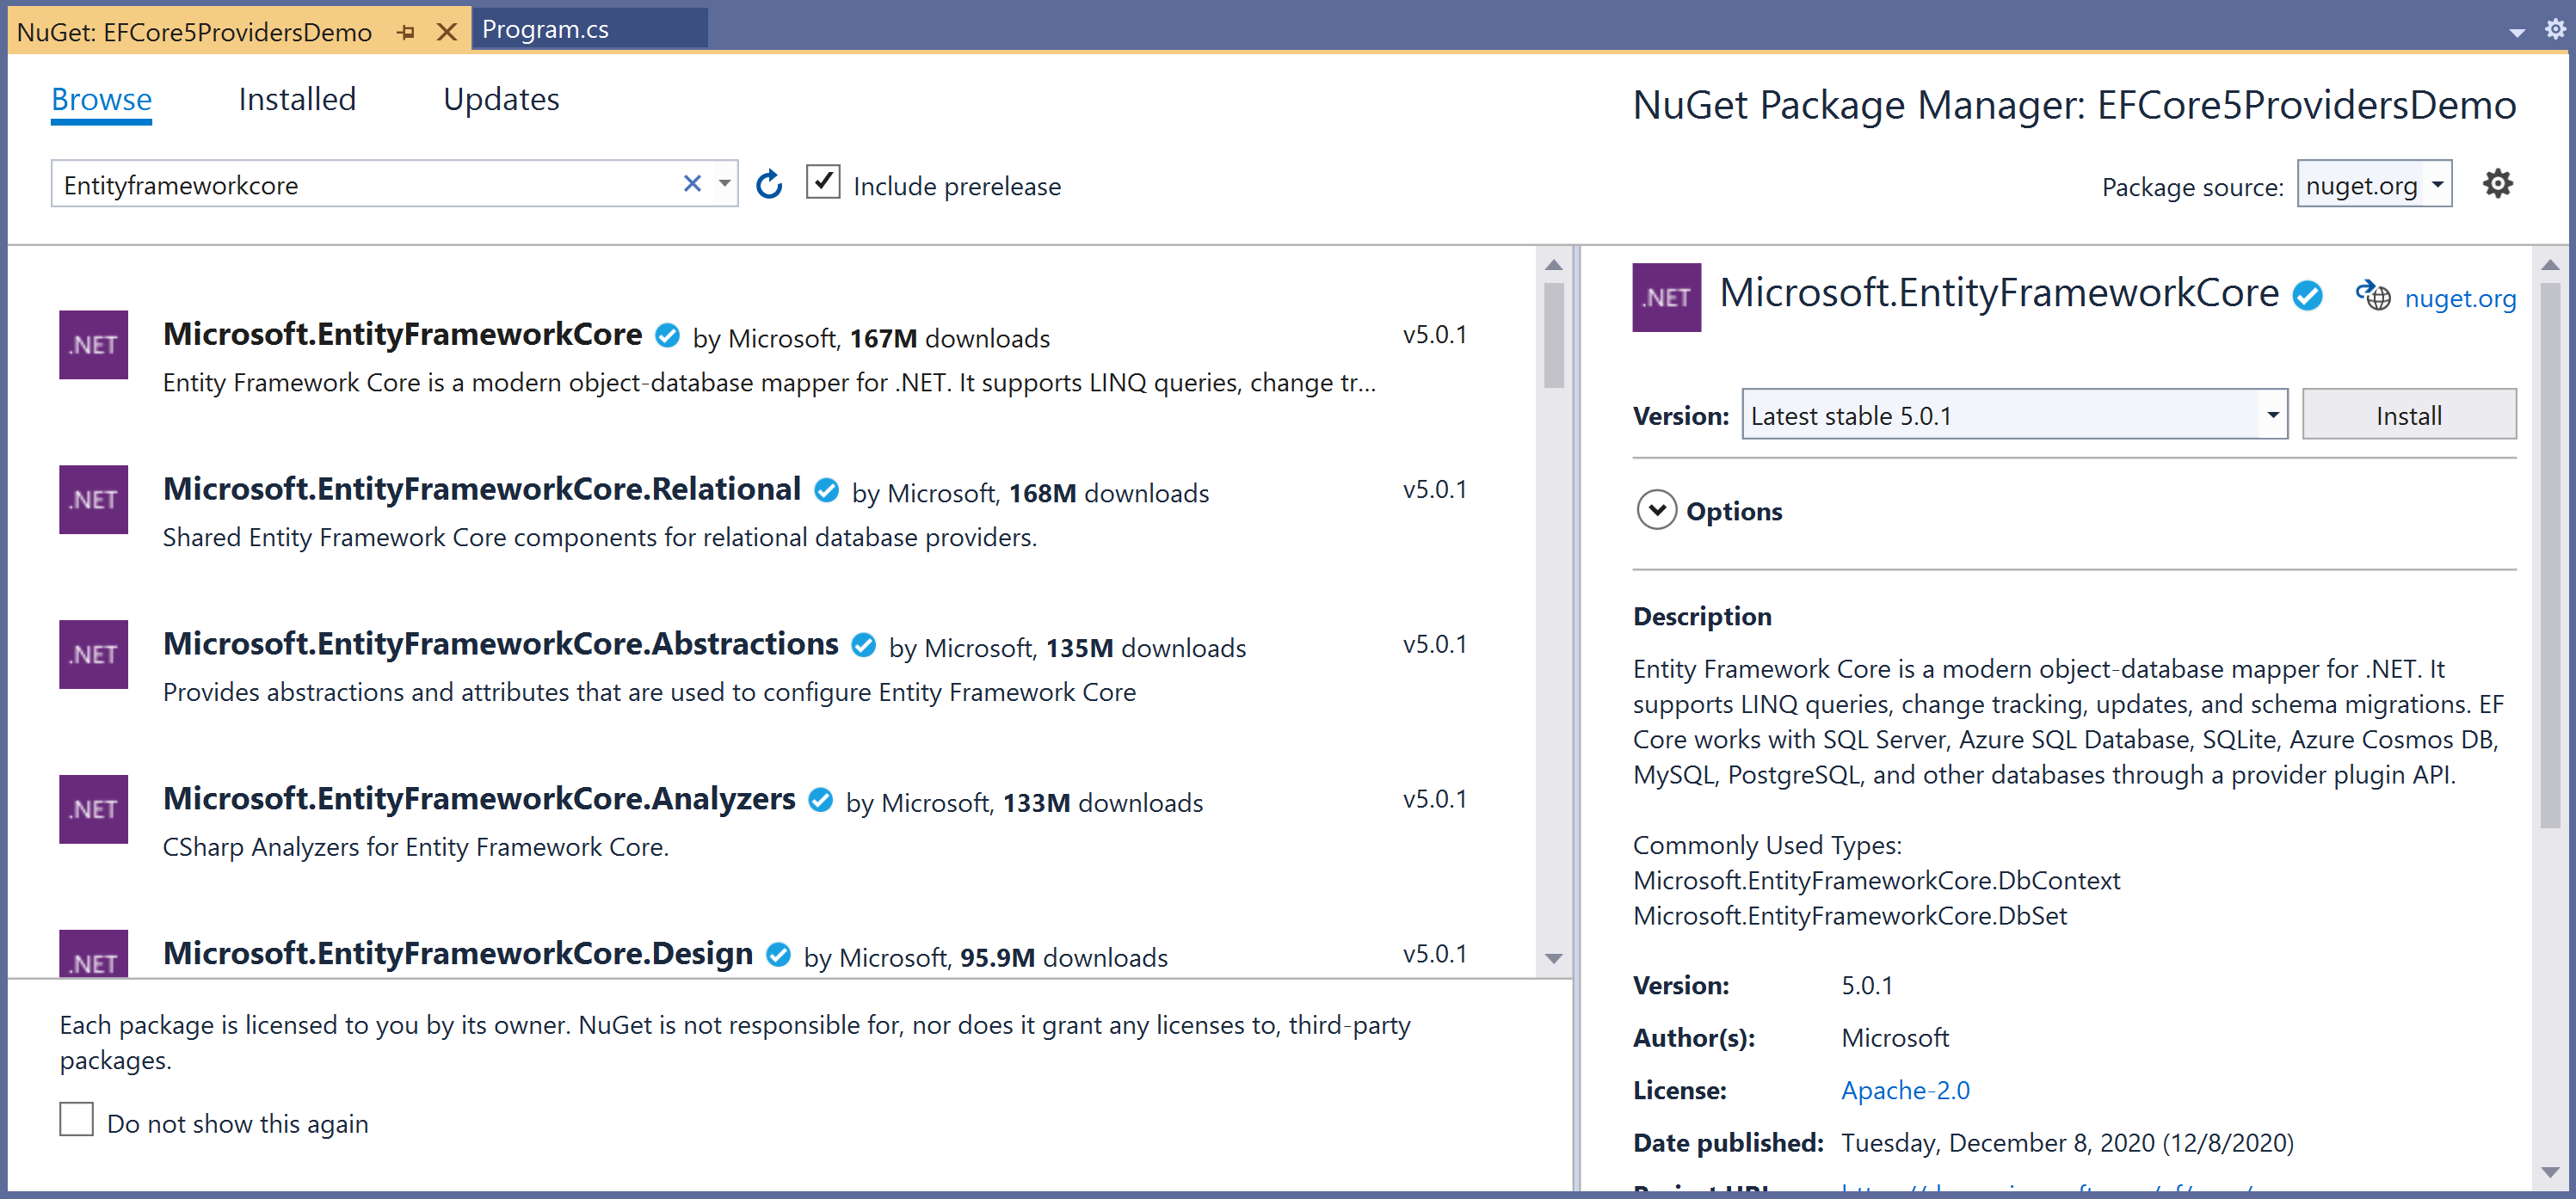 NuGet: EFCore5ProvidersDemo
Program.cs
Browse
Installed
Updates
NuGet Package Manager: EFCore5ProvidersDemo
Entityframeworkcore
Include prerelease
Package source: nuget.org
.NET
Microsoft.EntityFrameworkCore by Microsoft, 167M downloads
v5.0.1
Entity Framework Core is a modern object-database mapper for .NET. It supports LINQ queries, change tr...
.NET
Microsoft.EntityFrameworkCore.Relational by Microsoft, 168M downloads
v5.0.1
Shared Entity Framework Core components for relational database providers.
.NET
Microsoft.EntityFrameworkCore.Abstractions by Microsoft, 135M downloads
v5.0.1
Provides abstractions and attributes that are used to configure Entity Framework Core
.NET
Microsoft.EntityFrameworkCore.Analyzers by Microsoft, 133M downloads
v5.0.1
CSharp Analyzers for Entity Framework Core.
.NET
Microsoft.EntityFrameworkCore.Design by Microsoft, 95.9M downloads
v5.0.1
Each package is licensed to you by its owner. NuGet is not responsible for, nor does it grant any licenses to, third-party
packages.
Do not show this again
.NET
Microsoft.EntityFrameworkCore
nuget.org
Version: Latest stable 5.0.1
Install
Options
Description
Entity Framework Core is a modern object-database mapper for .NET. It
supports LINQ queries, change tracking, updates, and schema migrations. EF
Core works with SQL Server, Azure SQL Database, SQLite, Azure Cosmos DB,
MySQL, PostgreSQL, and other databases through a provider plugin API.
Commonly Used Types:
Microsoft.EntityFrameworkCore.DbContext
Microsoft.EntityFrameworkCore.DbSet
Version: 5.0.1
Author(s): Microsoft
License: Apache-2.0
Date published: Tuesday, December 8, 2020 (12/8/2020)